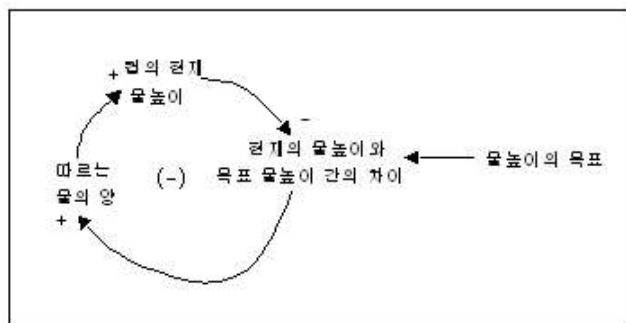 + 컵의 현재
물높이
−
현재의 물높이와
목표 물높이 간의 차이
물높이의 목표
따르는
물의 양
+
(−)